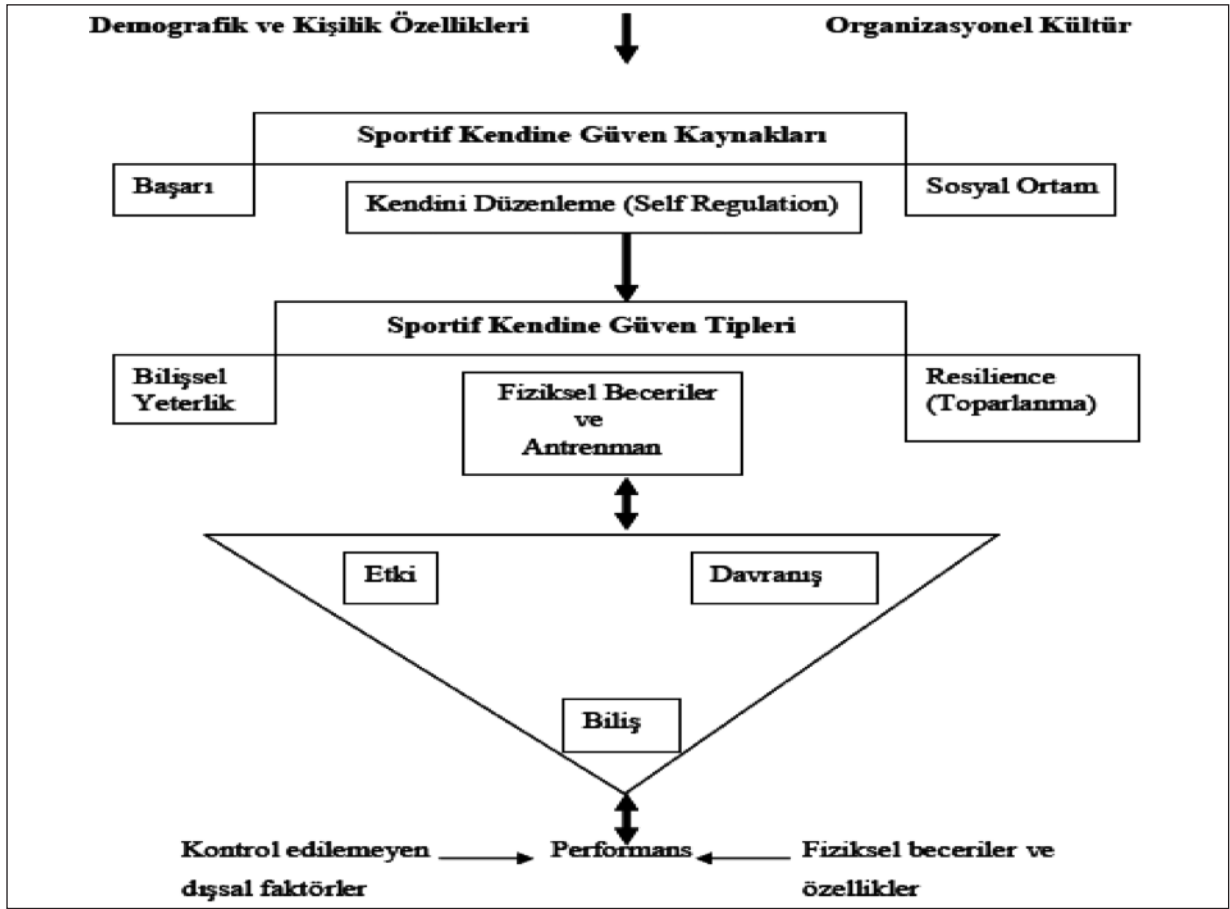 Demografik ve Kişilik Özellikleri
Organizasyonel Kültür
Sportif Kendine Güven Kaynakları
Başarı
Sosyal Ortam
Kendini Düzenleme (Self Regulation)
Sportif Kendine Güven Tipleri
Bilişsel
Yeterlik
Fiziksel Beceriler
ve
Antrenman
Resilience
(Toparlanma)
Etki
Davranış
Biliş
Kontrol edilemeyen
dışsal faktörler
Performans
Fiziksel beceriler ve
özellikler